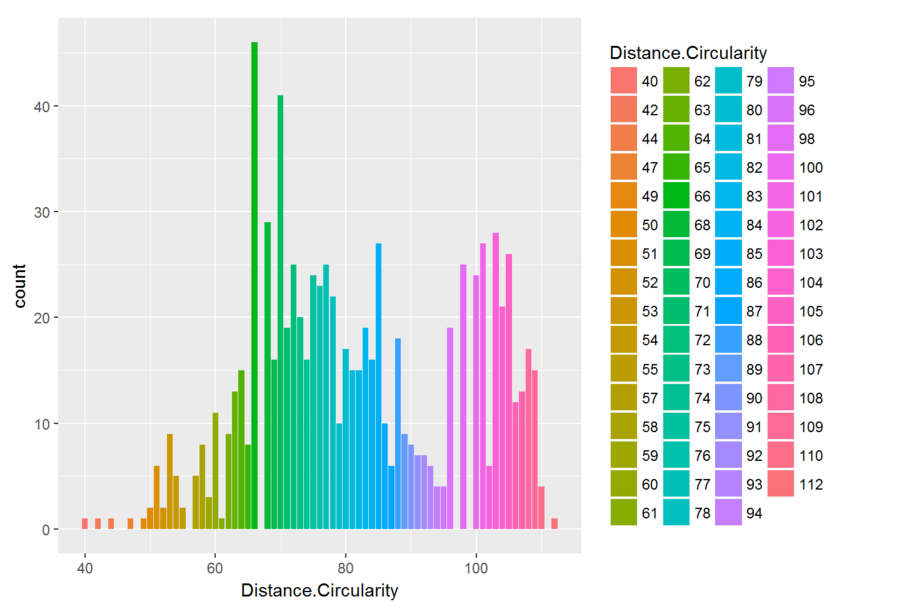 count
40
30
20
10
0
40
60
80
100
Distance.Circularity
Distance.Circularity
40 62 79 95
42 63 80 96
44 64 81 98
47 65 82 100
49 66 83 101
50 68 84 102
51 69 85 103
52 70 86 104
53 71 87 105
54 72 88 106
55 73 89 107
57 74 90 108
58 75 91 109
59 76 92 110
60 77 93 112
61 78 94